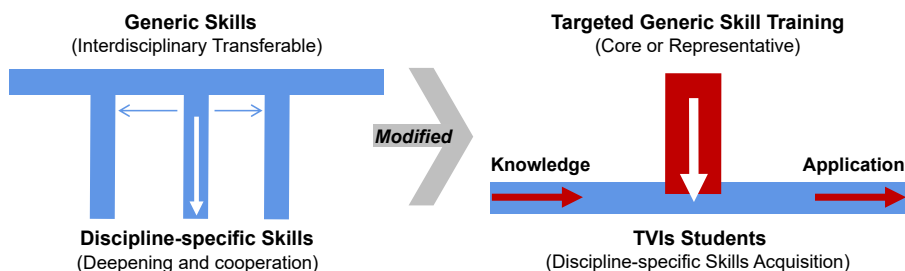 Generic Skills
(Interdisciplinary Transferable)
Discipline-specific Skills
(Deepening and cooperation)
Modified
Targeted Generic Skill Training
(Core or Representative)
Knowledge
Application
TVIs Students
(Discipline-specific Skills Acquisition)